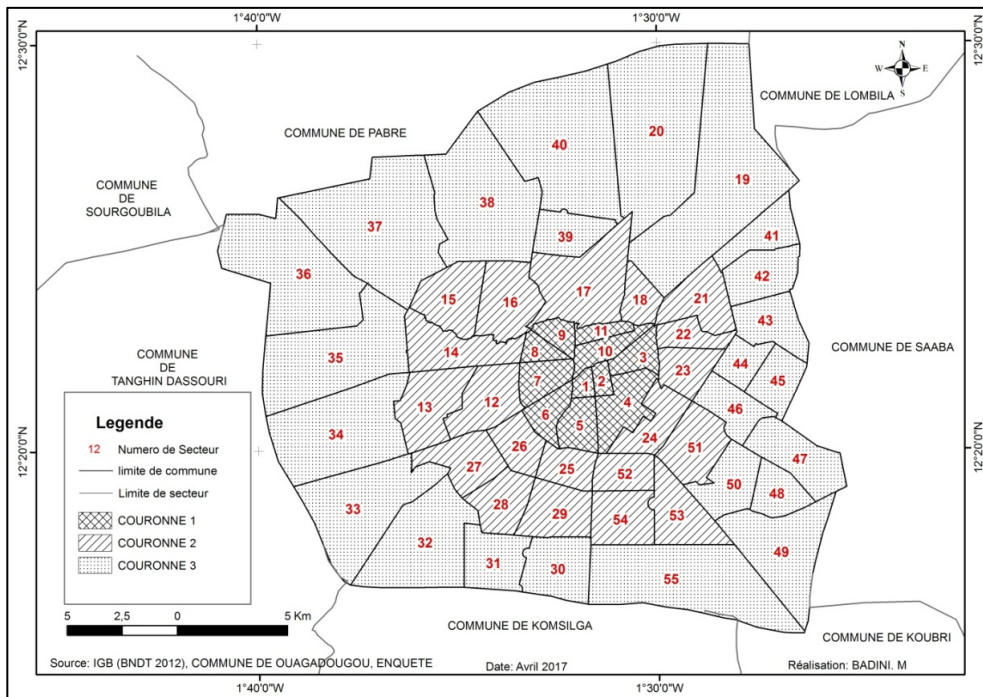 1°40'0"W
1°30'0"W
12°30'0"N
12°30'0"N
N
W
E
S
COMMUNE DE LOMBILA
COMMUNE DE PABRE
20
40
19
COMMUNE
DE
SOURGOUBILA
38
37
39
41
36
42
17
15
16
18
21
43
11
9
22
35
14
8
10
3
COMMUNE DE SAABA
COMMUNE
DE
TANGHIN DASSOURI
44
23
7
1
2
45
13
12
4
46
6
5
34
24
26
51
47
27
25
52
50
48
33
28
29
54
53
32
49
31
30
55
Legende
12 Numero de Secteur
limite de commune
Limite de secteur
COURONNE 1
COURONNE 2
COURONNE 3
5 2,5 0 5 Km
12°20'0"N
12°20'0"N
COMMUNE DE KOMSILGA
COMMUNE DE KOUBRI
Source: IGB (BNDT 2012), COMMUNE DE OUAGADOUGOU, ENQUETE
Date: Avril 2017
Réalisation: BADINI. M
1°40'0"W
1°30'0"W